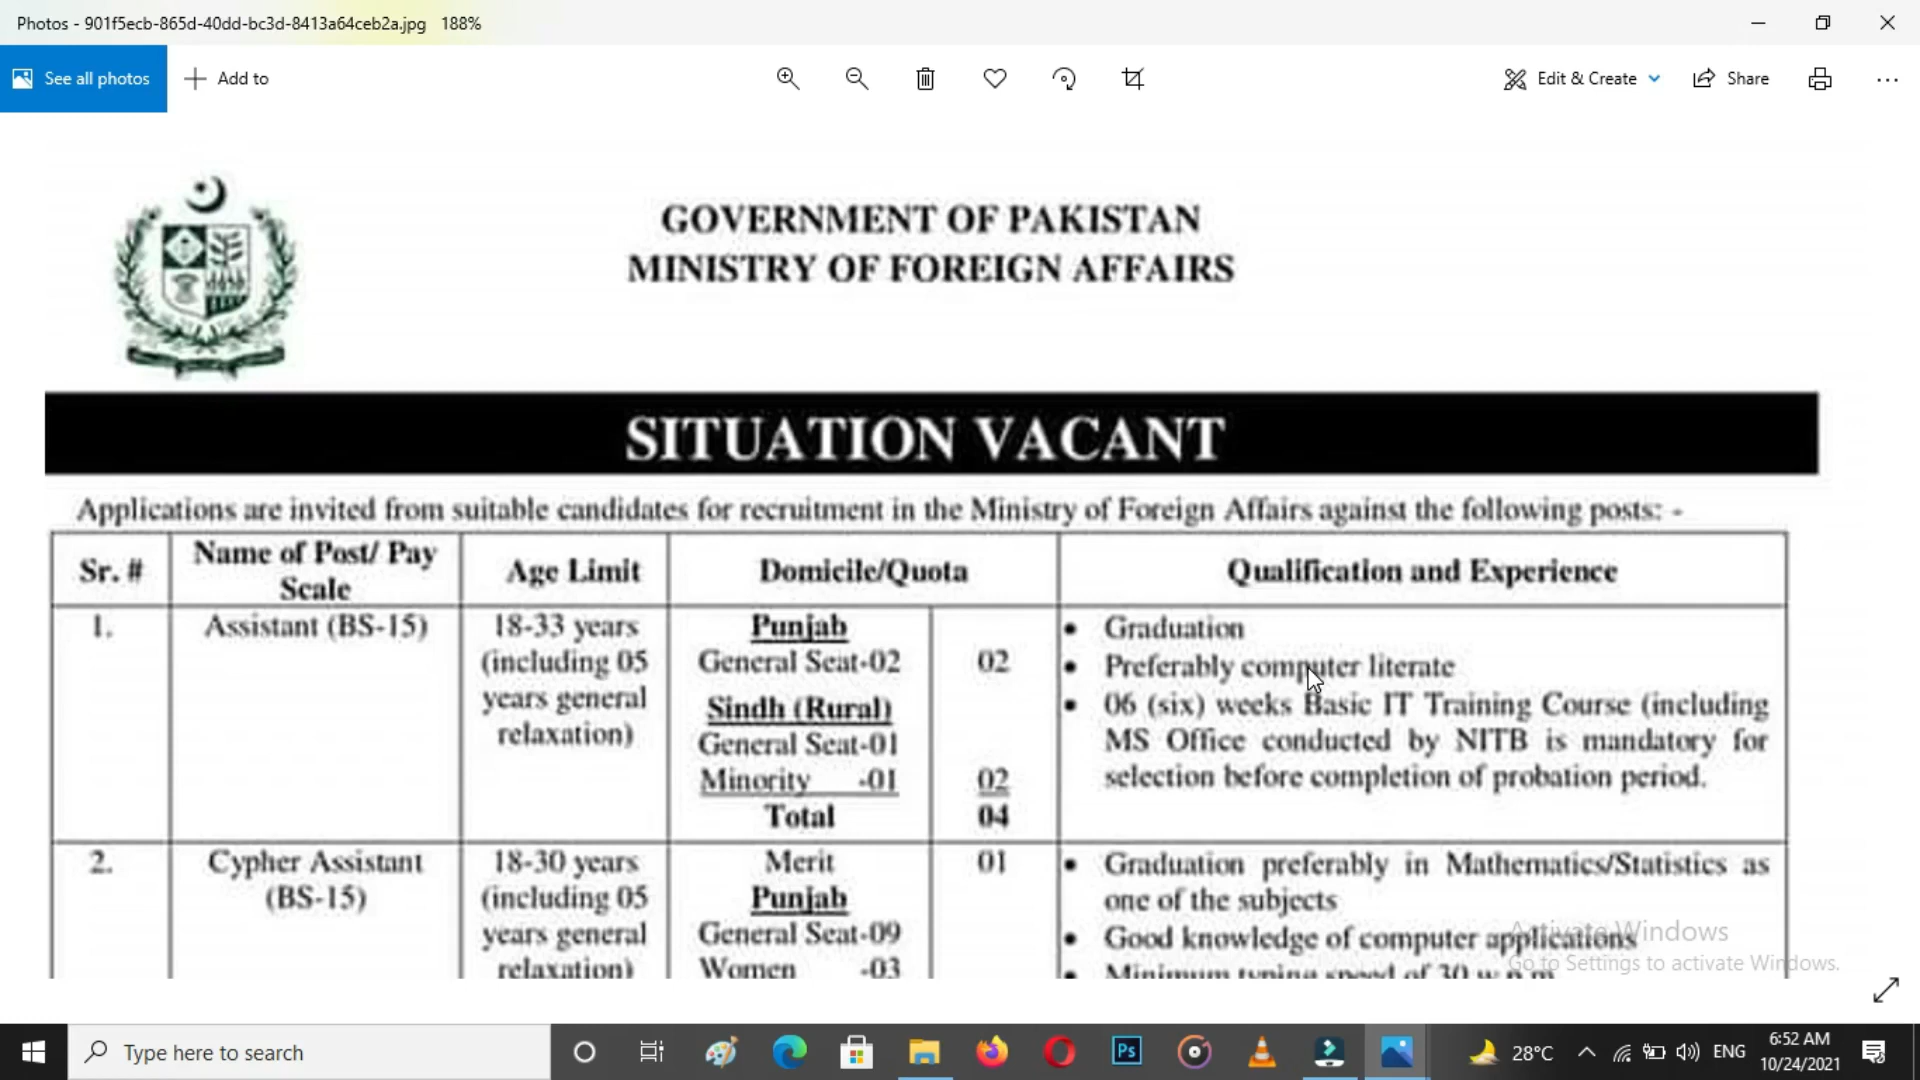 Photos - 901f5ecb-865d-40dd-bc3d-8413a64ceb2a.jpg 188%
See all photos
Add to
Edit & Create
Share
GOVERNMENT OF PAKISTAN
MINISTRY OF FOREIGN AFFAIRS
SITUATION VACANT
Applications are invited from suitable candidates for recruitment in the Ministry of Foreign Affairs against the following posts: -
Sr. # Name of Post/ Pay Scale Age Limit Domicile/Quota Qualification and Experience
1. Assistant (BS-15)
18-33 years
(including 05
years general
relaxation)
Punjab
General Seat-02 02
Sindh (Rural)
General Seat-01
Minority -01 02
Total 04
• Graduation
• Preferably computer literate
• 06 (six) weeks Basic IT Training Course (including
MS Office conducted by NITB is mandatory for
selection before completion of probation period.
2. Cypher Assistant
(BS-15)
18-30 years
(including 05
years general
relaxation)
Merit 01
Punjab
General Seat-09
Women -03
• Graduation preferably in Mathematics/Statistics as
one of the subjects
• Good knowledge of computer applications
• Minimum typing speed of 30 w.p.m
Activate Windows
Go to Settings to activate Windows.
Type here to search
Ps
28°C
ENG
6:52 AM
10/24/2021